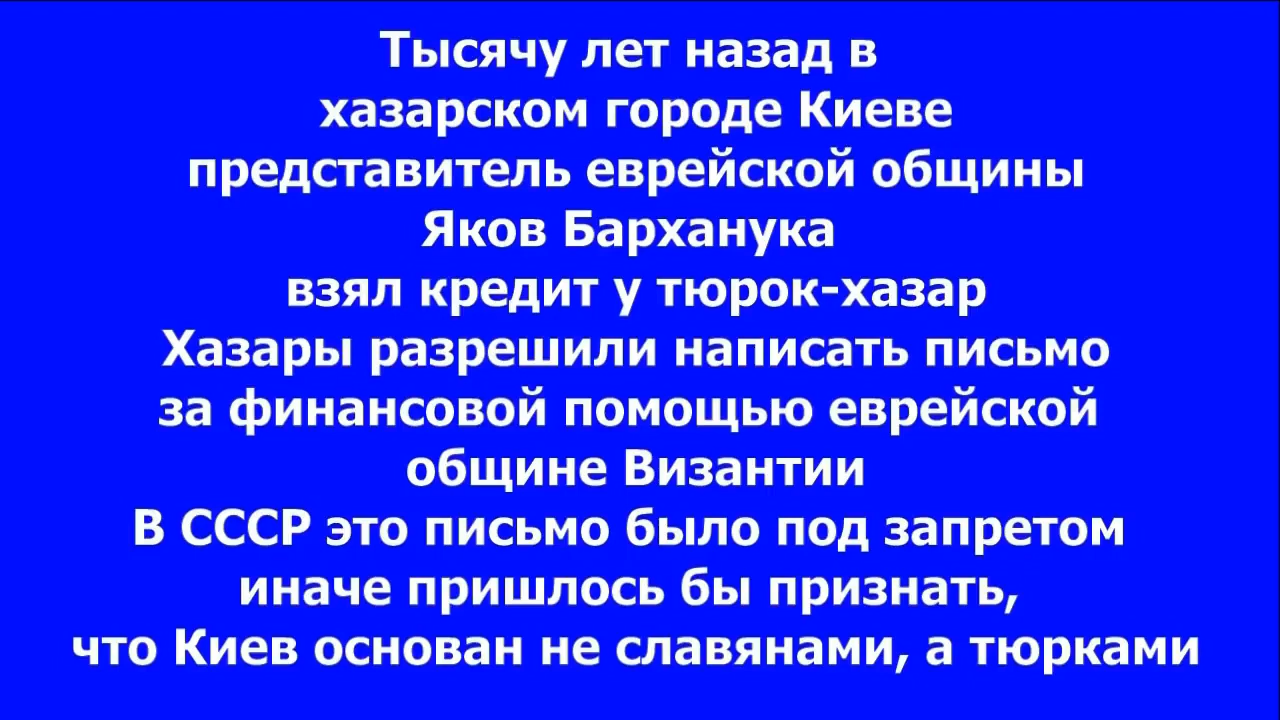 Тысячу лет назад в
хазарском городе Киеве
представитель еврейской общины
Яков Барханука
взял кредит у тюрок-хазар
Хазары разрешили написать письмо
за финансовой помощью еврейской
общине Византии
В СССР это письмо было под запретом
иначе пришлось бы признать,
что Киев основан не славянами, а тюрками